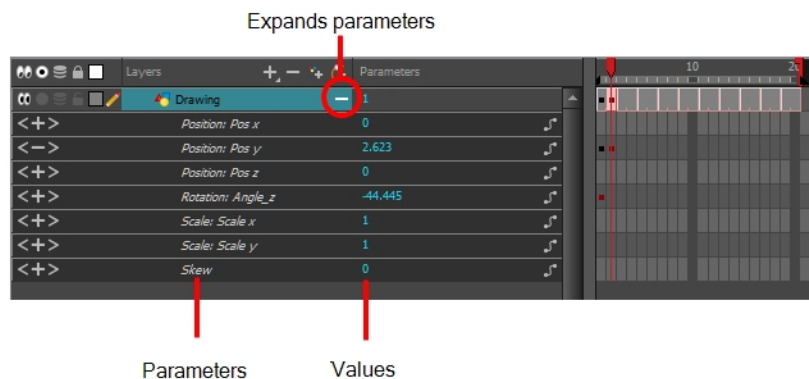 Expands parameters
Layers Parameters 10 2
Drawing 1
Position: Pos x 0
Position: Pos y 2.623
Position: Pos z 0
Rotation: Angle_z -44.445
Scale: Scale x 1
Scale: Scale y 1
Skew 0
Parameters Values